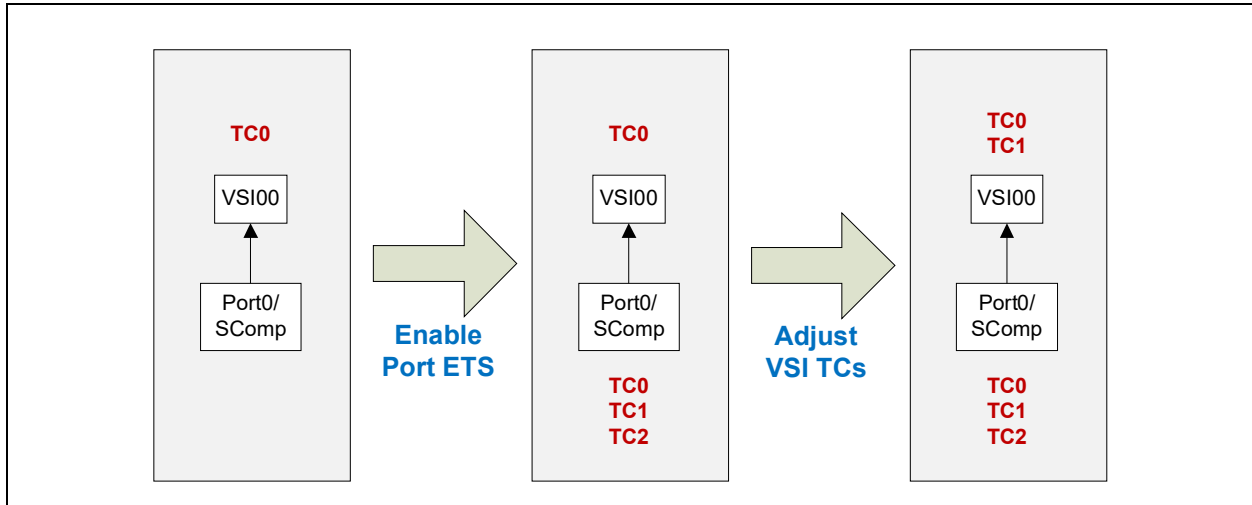 TC0
VSI00
Port0/
SComp
Enable
Port ETS
TC0
VSI00
Port0/
SComp
TC0
TC1
TC2
Adjust
VSI TCs
TC0
TC1
VSI00
Port0/
SComp
TC0
TC1
TC2